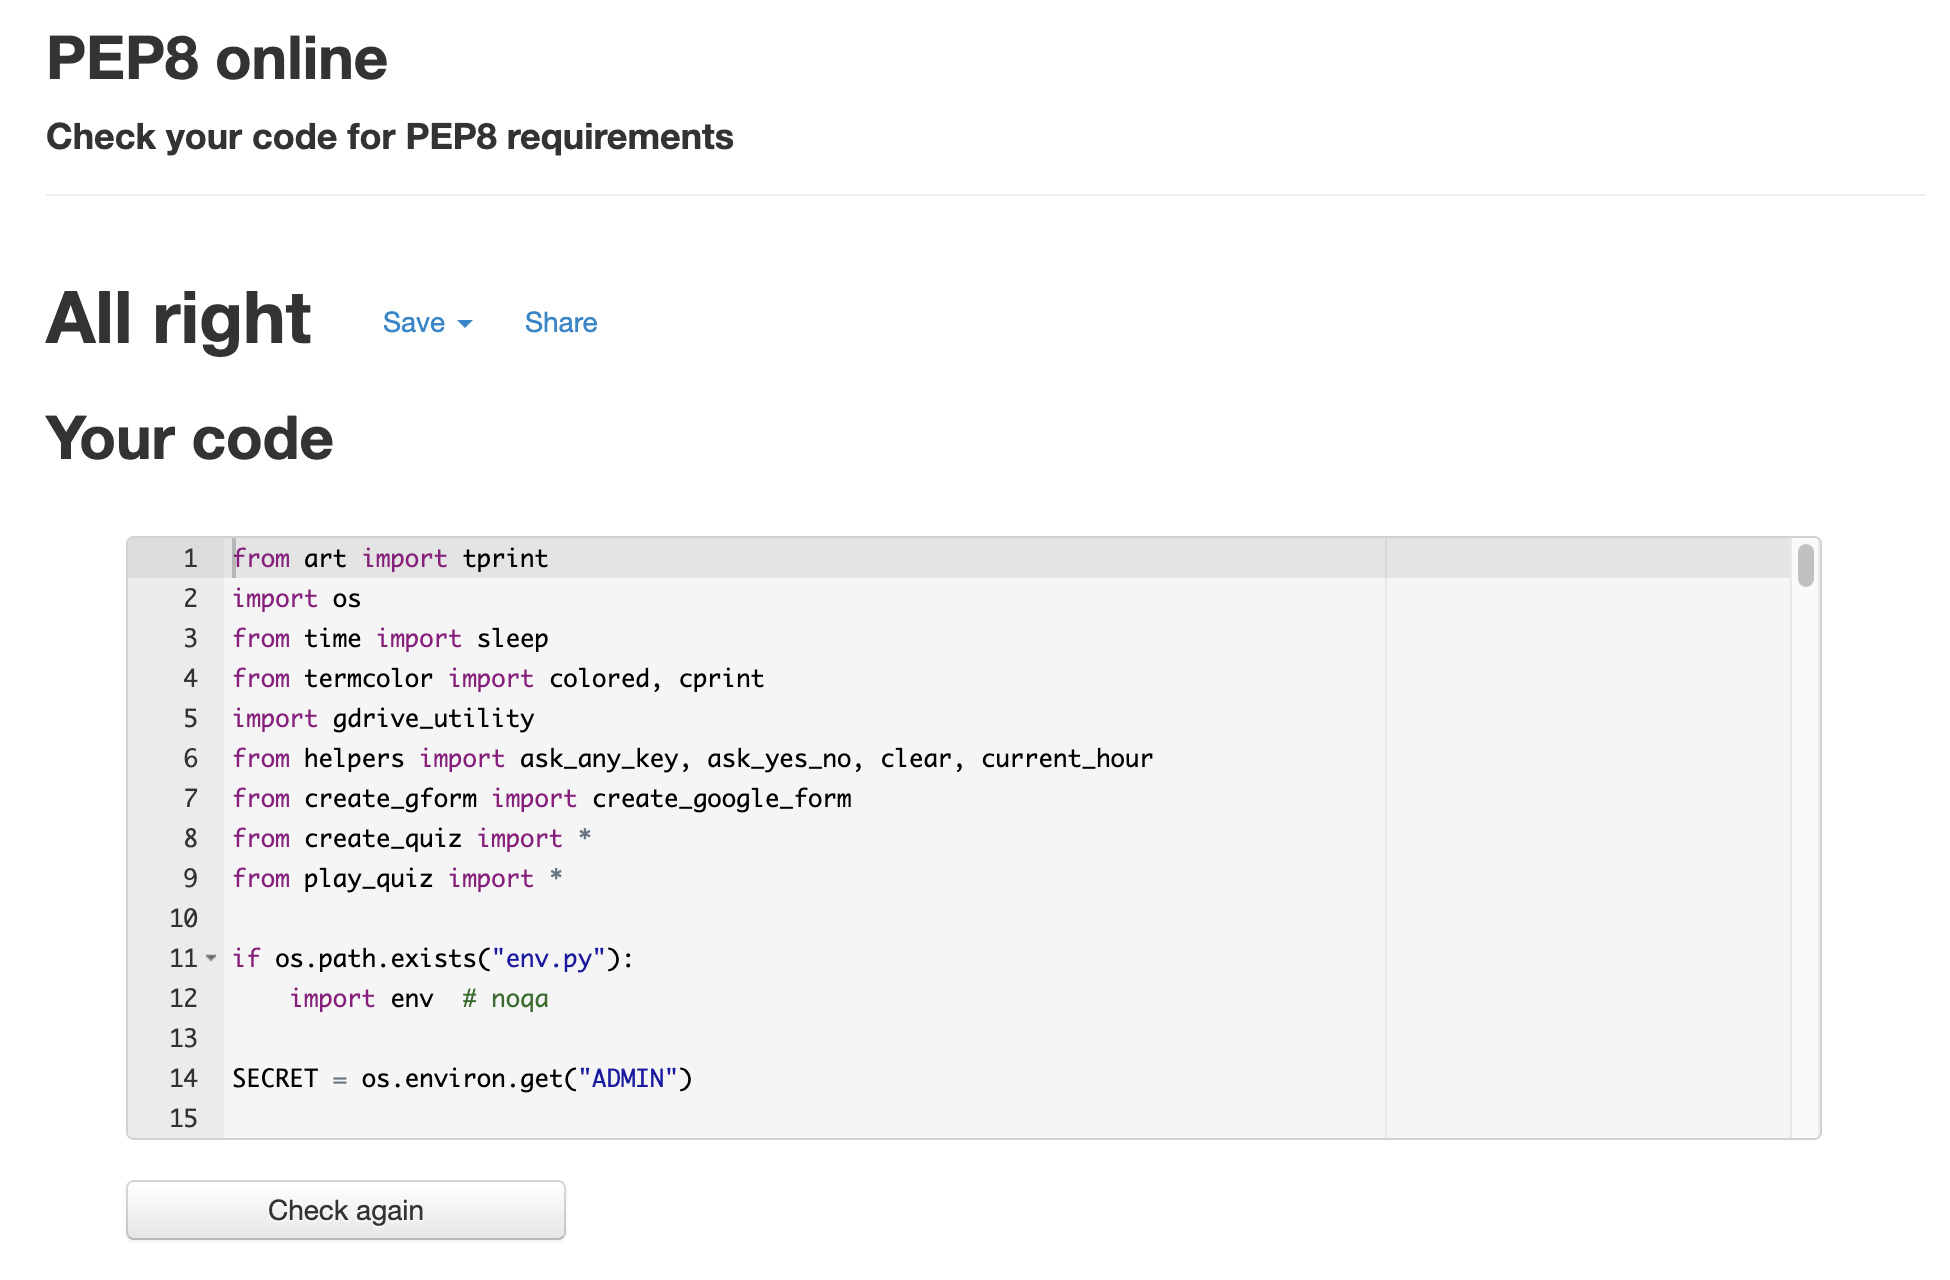 PEP8 online
Check your code for PEP8 requirements
All right Save Share
Your code
1 from art import tprint
2 import os
3 from time import sleep
4 from termcolor import colored, cprint
5 import gdrive_utility
6 from helpers import ask_any_key, ask_yes_no, clear, current_hour
7 from create_gform import create_google_form
8 from create_quiz import *
9 from play_quiz import *
10
11 if os.path.exists("env.py"):
12     import env  # noqa
13
14 SECRET = os.environ.get("ADMIN")
15
Check again